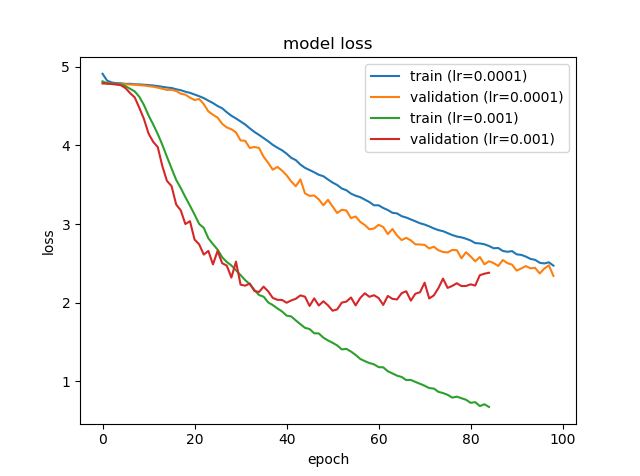 model loss
train (lr=0.0001)
validation (lr=0.0001)
train (lr=0.001)
validation (lr=0.001)
5
4
3
2
1
loss
0 20 40 60 80 100
epoch